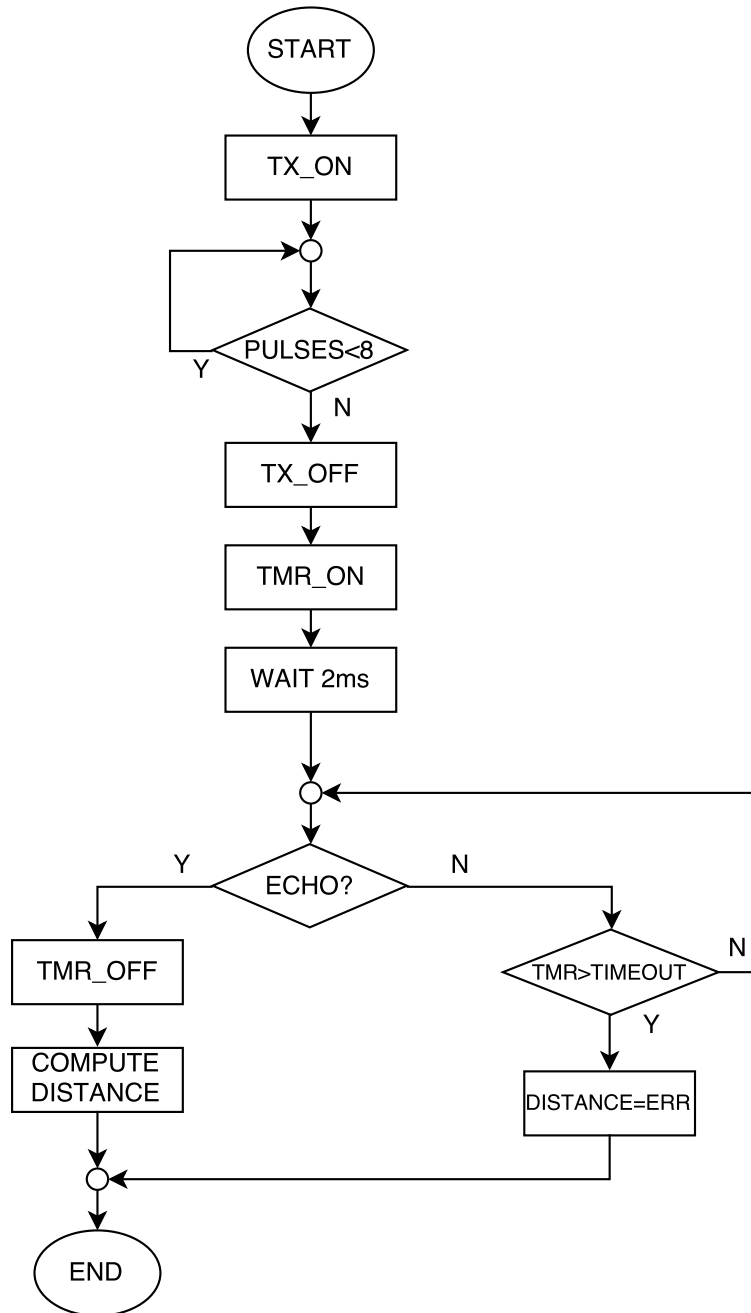 START
TX_ON
PULSES<8
Y
N
TX_OFF
TMR_ON
WAIT 2ms
Y
N
ECHO?
N
TMR_OFF
TMR>TIMEOUT
Y
COMPUTE
DISTANCE
DISTANCE=ERR
END